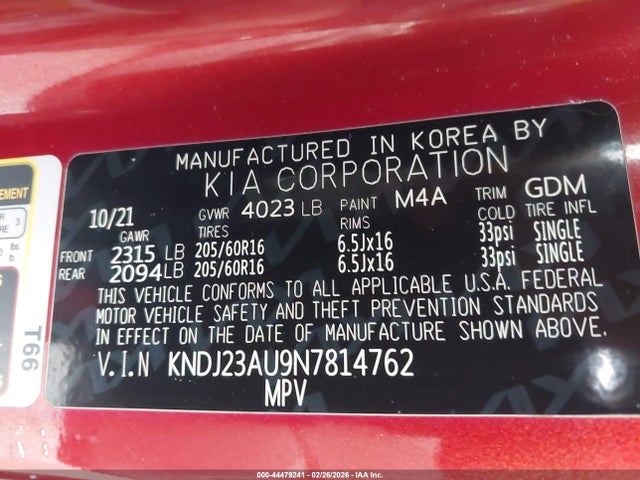 MANUFACTURED IN KOREA BY
KIA CORPORATION
10/21 GVWR 4023 LB PAINT M4A TRIM GDM
GAWR RIMS COLD TIRE INFL
FRONT 2315 LB 205/60R16 6.5Jx16 33psi SINGLE
REAR 2094 LB 205/60R16 6.5Jx16 33psi SINGLE
THIS VEHICLE CONFORMS TO ALL APPLICABLE U.S.A. FEDERAL
MOTOR VEHICLE SAFETY AND THEFT PREVENTION STANDARDS
IN EFFECT ON THE DATE OF MANUFACTURE SHOWN ABOVE.
V.I.N KNDJ23AU9N7814762
MPV
T66
3
lbs.
000-44479241 - 02/26/2026 - IAA Inc.